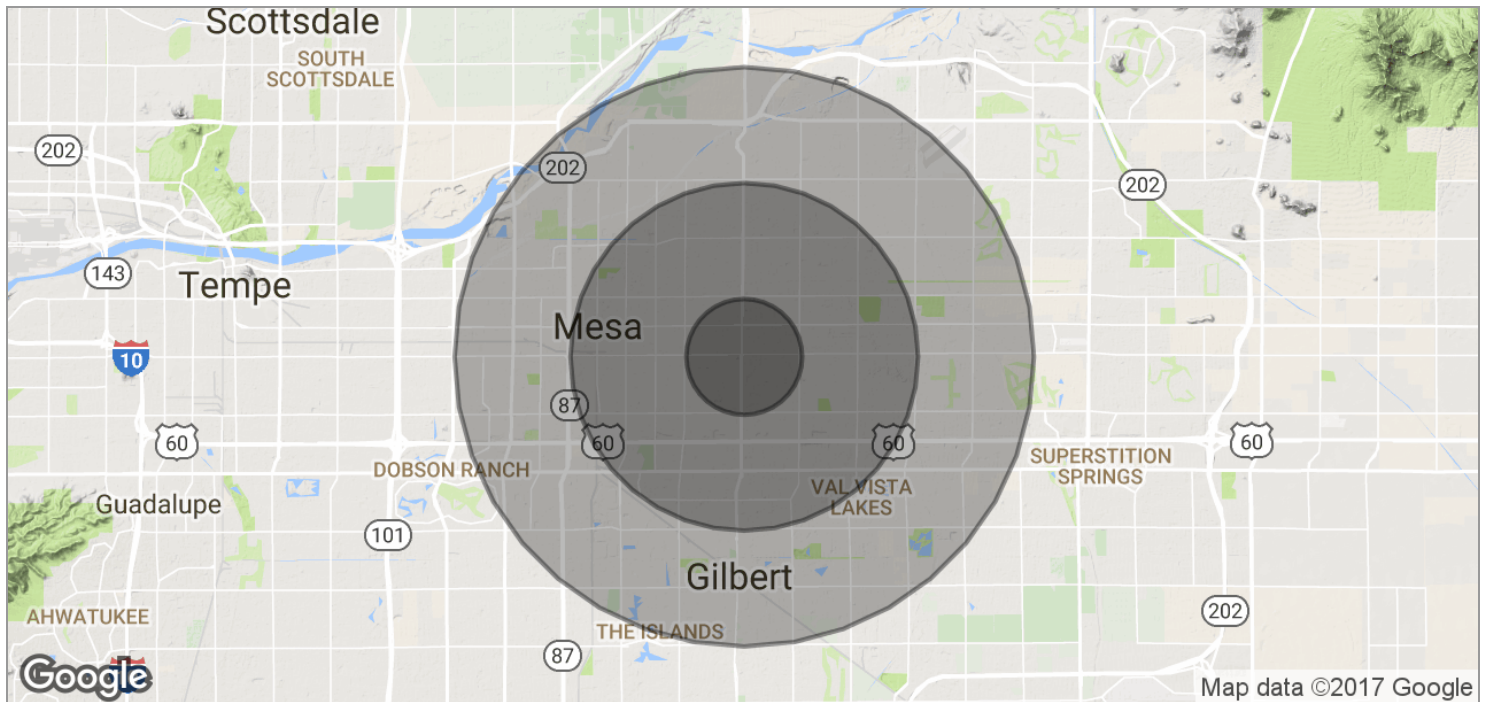 Scottsdale
SOUTH
SCOTTSDALE
202
202
202
143
Tempe
Mesa
10
87
60
60
60
60
DOBSON RANCH
SUPERSTITION
SPRINGS
VAL VISTA
LAKES
Guadalupe
101
Gilbert
AHWATUKEE
THE ISLANDS
202
87
Google
Map data ©2017 Google